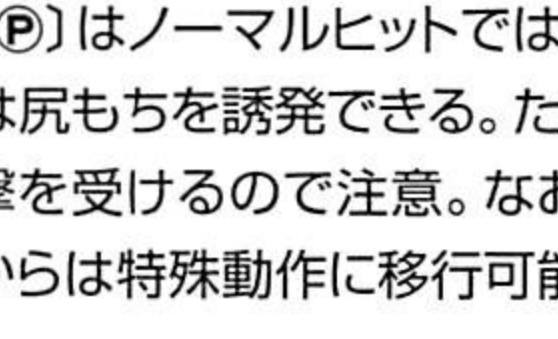 Ⓟ〕はノーマルヒットでは
は尻もちを誘発できる。た
撃を受けるので注意。なお
からは特殊動作に移行可能